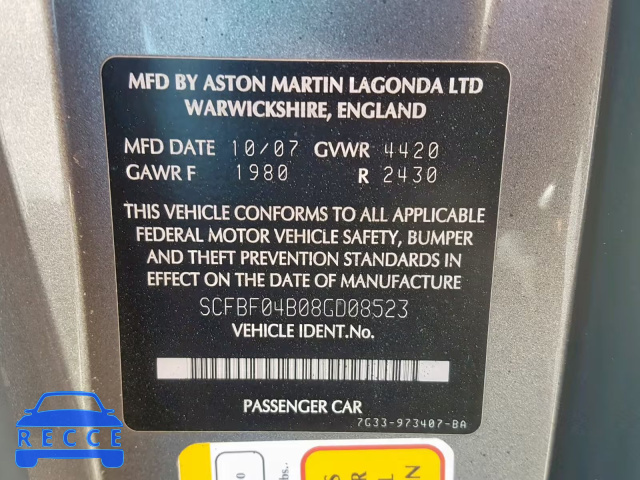 MFD BY ASTON MARTIN LAGONDA LTD
WARWICKSHIRE, ENGLAND
MFD DATE 10/07 GVWR 4420
GAWR F 1980 R 2430
THIS VEHICLE CONFORMS TO ALL APPLICABLE
FEDERAL MOTOR VEHICLE SAFETY, BUMPER
AND THEFT PREVENTION STANDARDS IN
EFFECT ON THE DATE OF MANUFACTURE
SCFBF04B08GD08523
VEHICLE IDENT.No.
PASSENGER CAR
7G33-973407-BA
RECCE